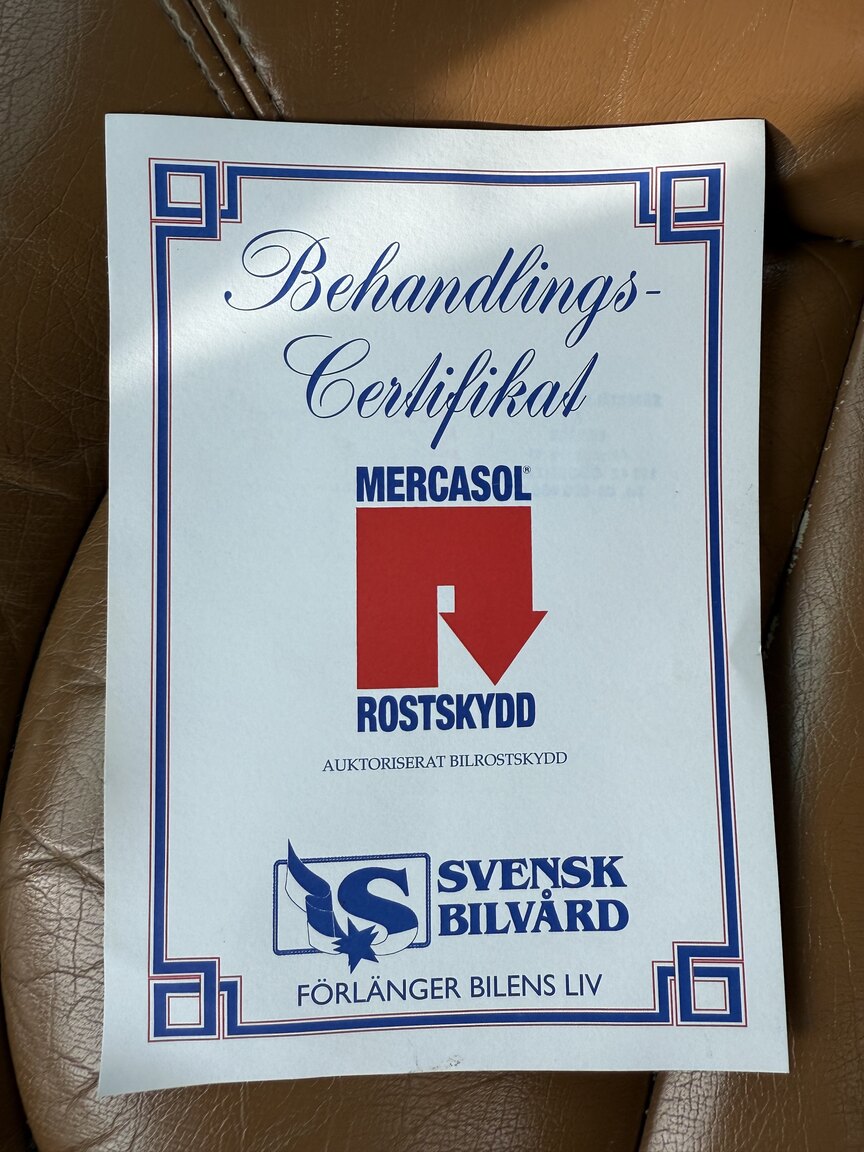 Behandlings-
Certifikat
MERCASOL®
ROSTSKYDD
AUKTORISERAT BILROSTSKYDD
S
SVENSK
BILVÅRD
FÖRLÄNGER BILENS LIV